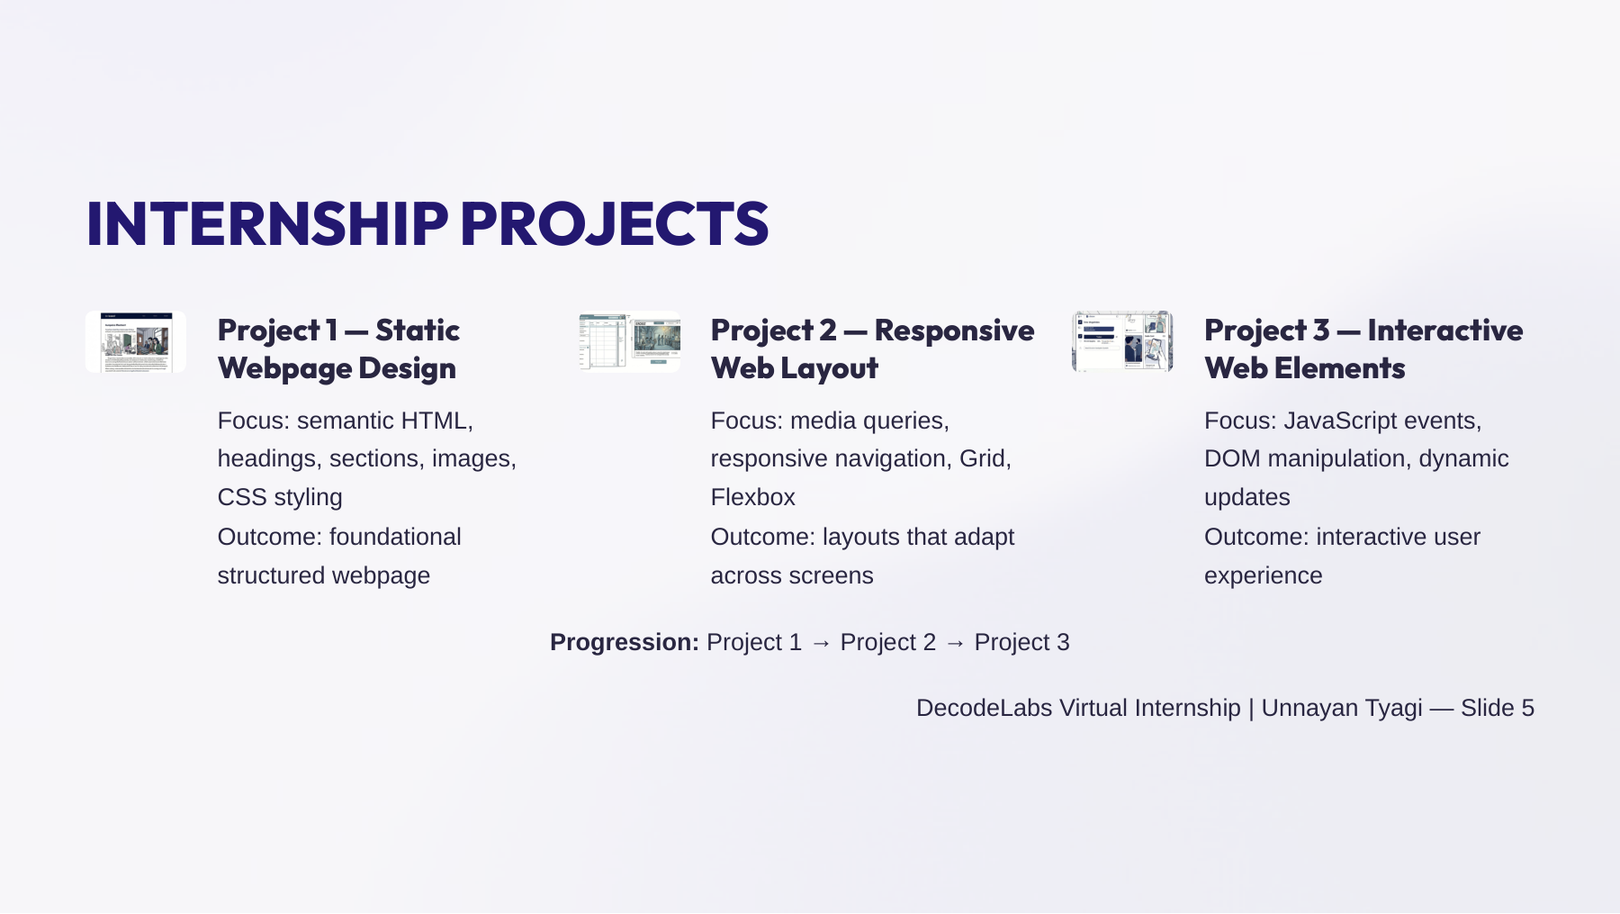 INTERNSHIP PROJECTS
Project 1 — Static
Webpage Design
Focus: semantic HTML,
headings, sections, images,
CSS styling
Outcome: foundational
structured webpage
Project 2 — Responsive
Web Layout
Focus: media queries,
responsive navigation, Grid,
Flexbox
Outcome: layouts that adapt
across screens
Project 3 — Interactive
Web Elements
Focus: JavaScript events,
DOM manipulation, dynamic
updates
Outcome: interactive user
experience
Progression: Project 1 → Project 2 → Project 3
DecodeLabs Virtual Internship | Unnayan Tyagi — Slide 5